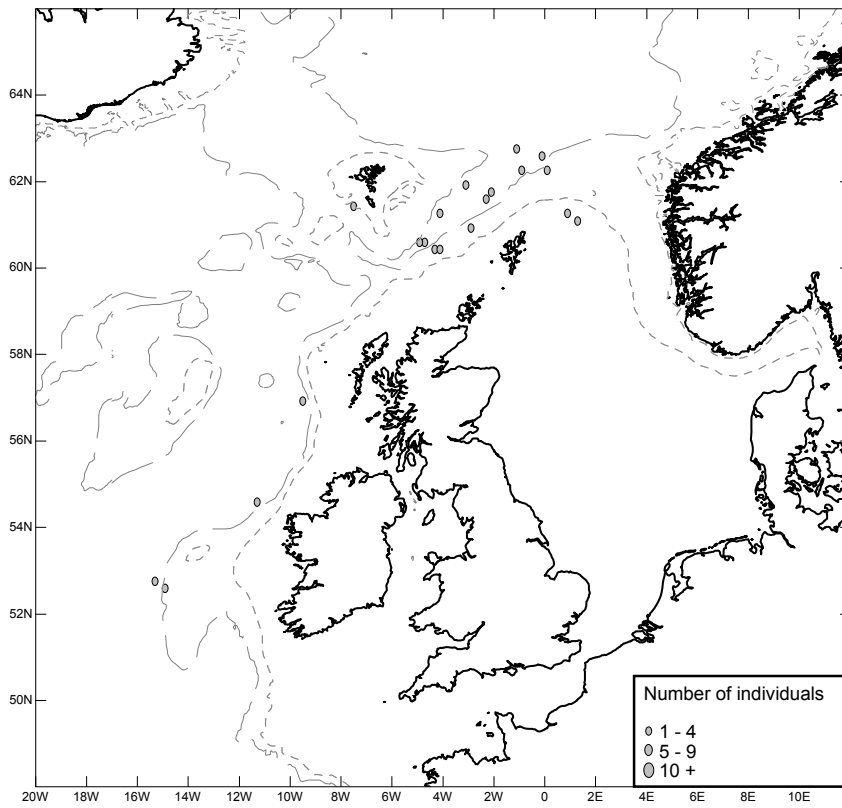 64N
62N
60N
58N
56N
54N
52N
50N
Number of individuals
1 - 4
5 - 9
10 +
20W 18W 16W 14W 12W 10W 8W 6W 4W 2W 0 2E 4E 6E 8E 10E